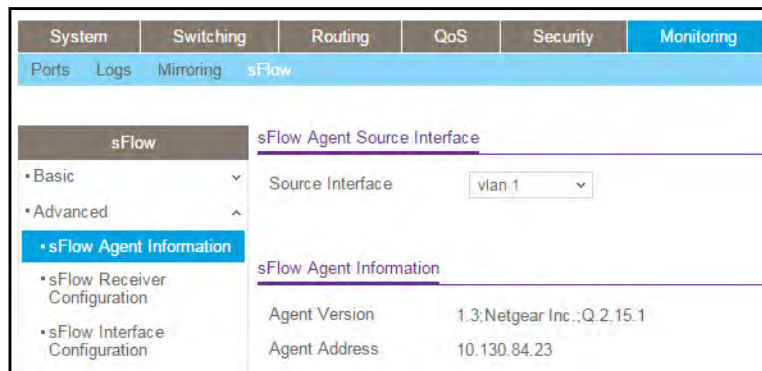 System Switching Routing QoS Security Monitoring
Ports Logs Mirroring sFlow
sFlow
Basic
Advanced
sFlow Agent Information
sFlow Receiver
Configuration
sFlow Interface
Configuration
sFlow Agent Source Interface
Source Interface vlan 1
sFlow Agent Information
Agent Version 1.3;Netgear Inc.;Q.2.15.1
Agent Address 10.130.84.23